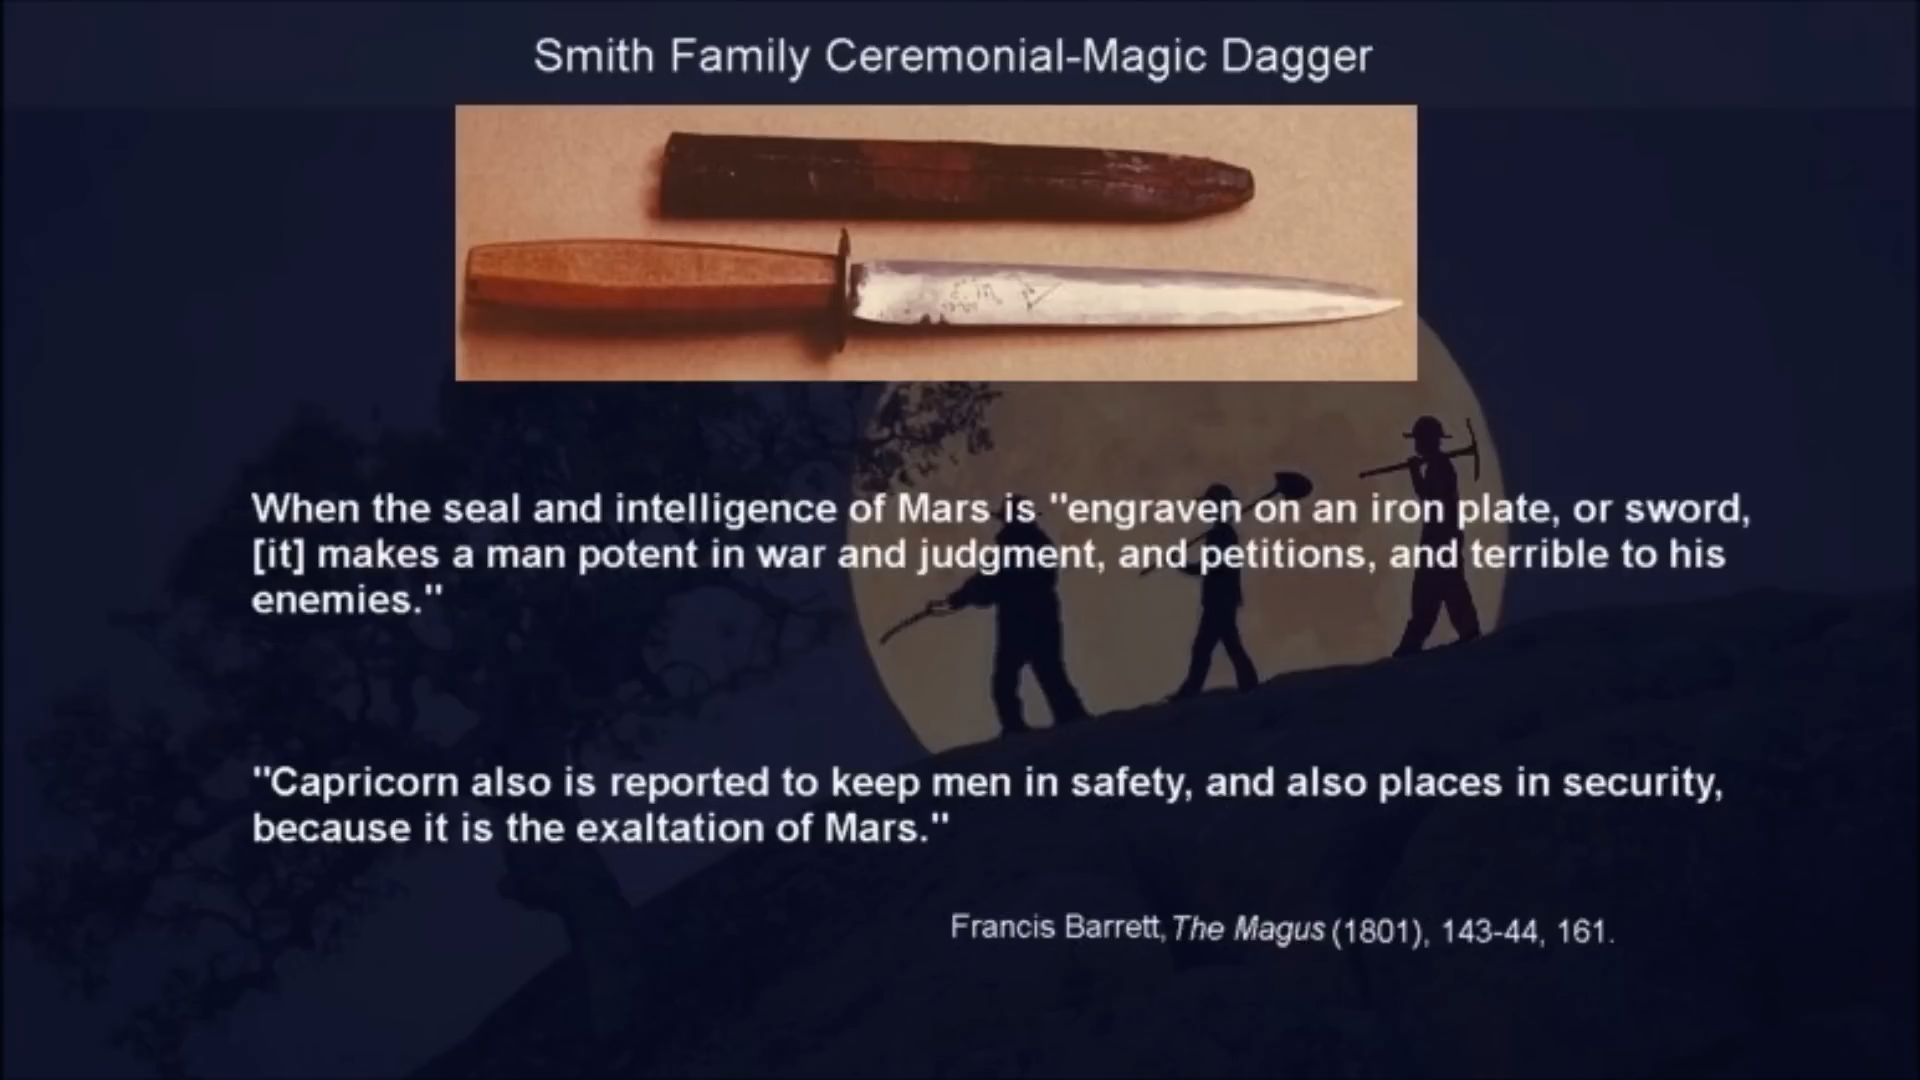 Smith Family Ceremonial-Magic Dagger
When the seal and intelligence of Mars is "engraven on an iron plate, or sword,
[it] makes a man potent in war and judgment, and petitions, and terrible to his
enemies."
"Capricorn also is reported to keep men in safety, and also places in security,
because it is the exaltation of Mars."
Francis Barrett, The Magus (1801), 143-44, 161.